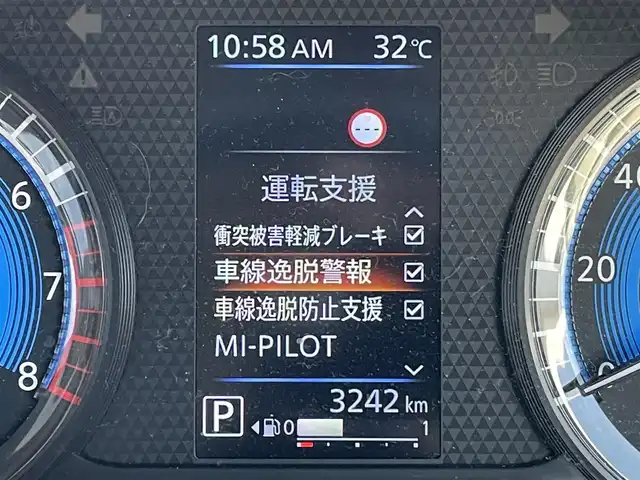 10:58 AM 32℃
---
運転支援
衝突被害軽減ブレーキ
車線逸脱警報
車線逸脱防止支援
MI-PILOT
3242 km
P 0 1
6
7
8
40
20
0